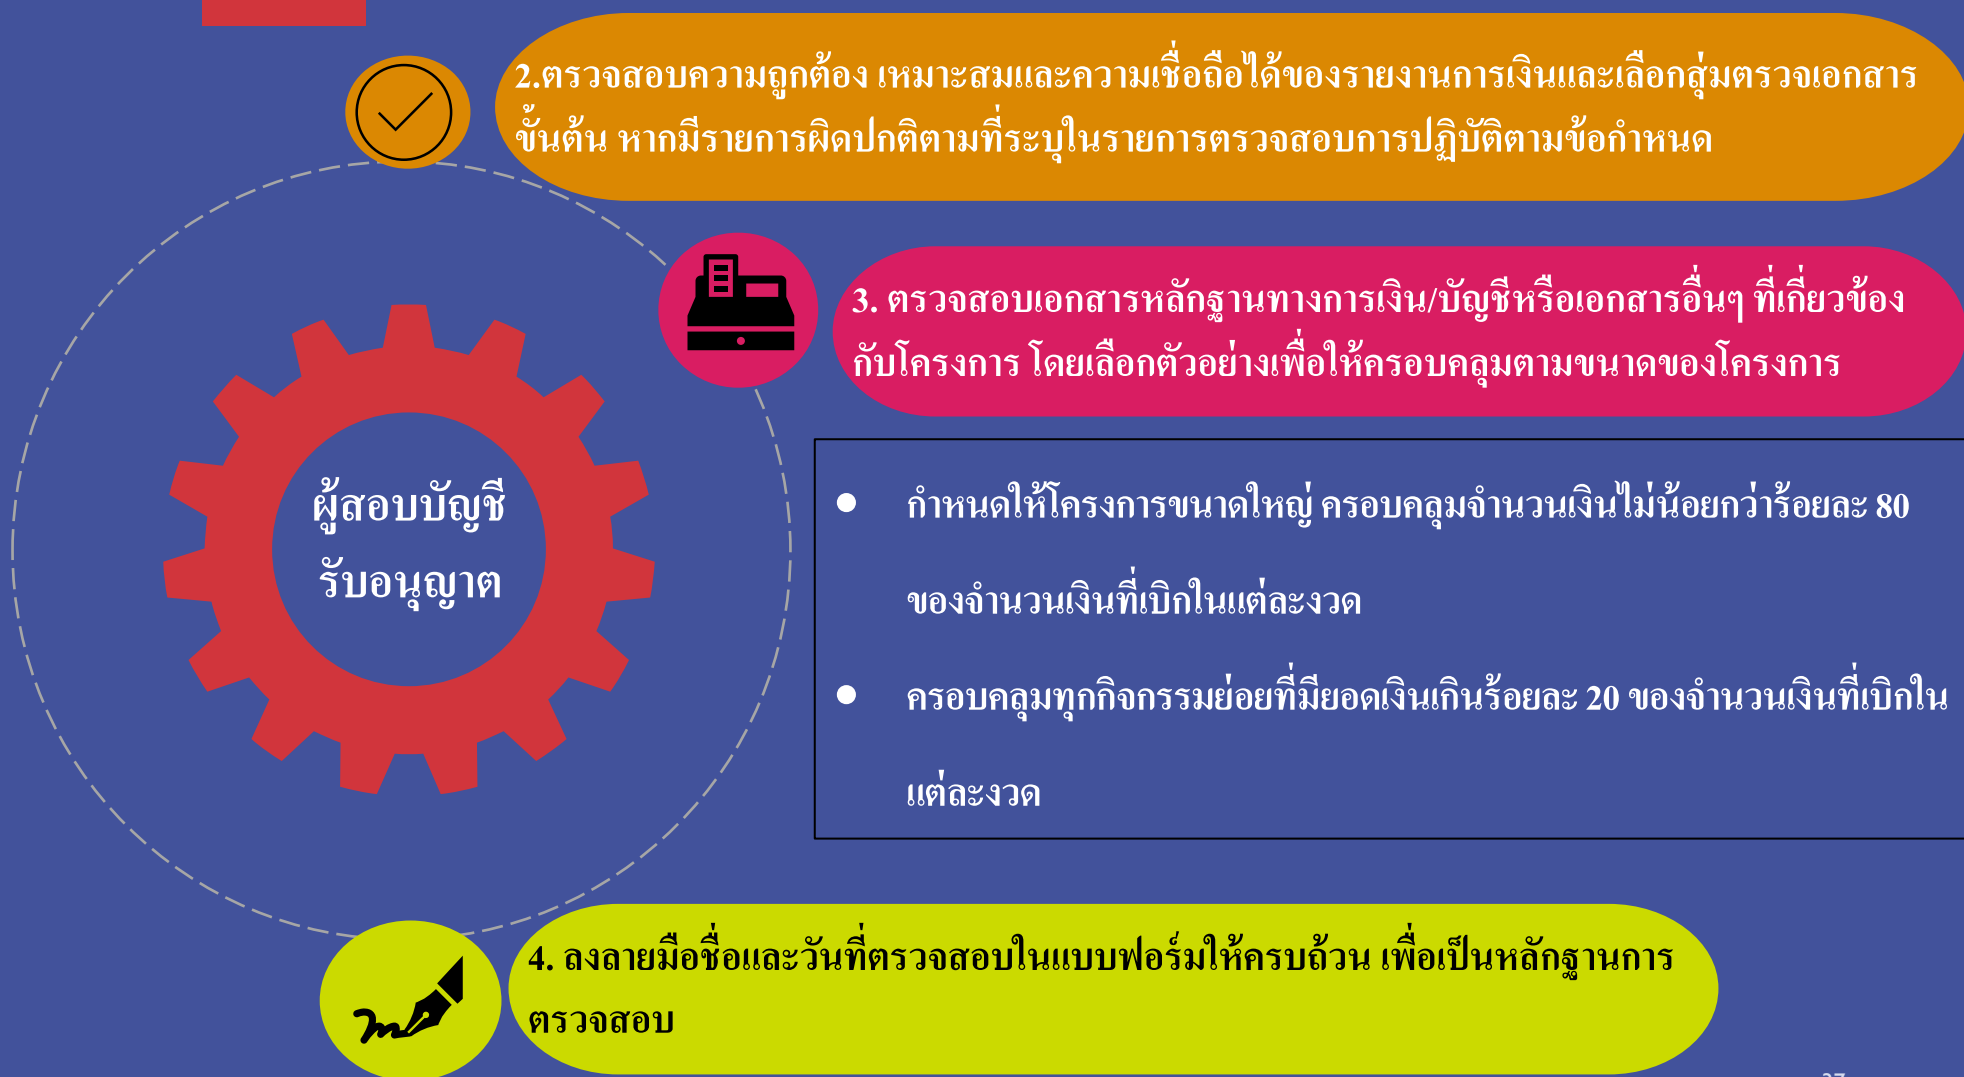 2.ตรวจสอบความถูกต้อง เหมาะสมและความเชื่อถือได้ของรายงานการเงินและเลือกสุ่มตรวจเอกสาร
ขั้นต้น หากมีรายการผิดปกติตามที่ระบุในรายการตรวจสอบการปฏิบัติตามข้อกำหนด
3. ตรวจสอบเอกสารหลักฐานทางการเงิน/บัญชีหรือเอกสารอื่นๆ ที่เกี่ยวข้อง
กับโครงการ โดยเลือกตัวอย่างเพื่อให้ครอบคลุมตามขนาดของโครงการ
ผู้สอบบัญชี
รับอนุญาต
● กำหนดให้โครงการขนาดใหญ่ ครอบคลุมจำนวนเงินไม่น้อยกว่าร้อยละ 80
ของจำนวนเงินที่เบิกในแต่ละงวด
● ครอบคลุมทุกกิจกรรมย่อยที่มียอดเงินเกินร้อยละ 20 ของจำนวนเงินที่เบิกใน
แต่ละงวด
4. ลงลายมือชื่อและวันที่ตรวจสอบในแบบฟอร์มให้ครบถ้วน เพื่อเป็นหลักฐานการ
ตรวจสอบ